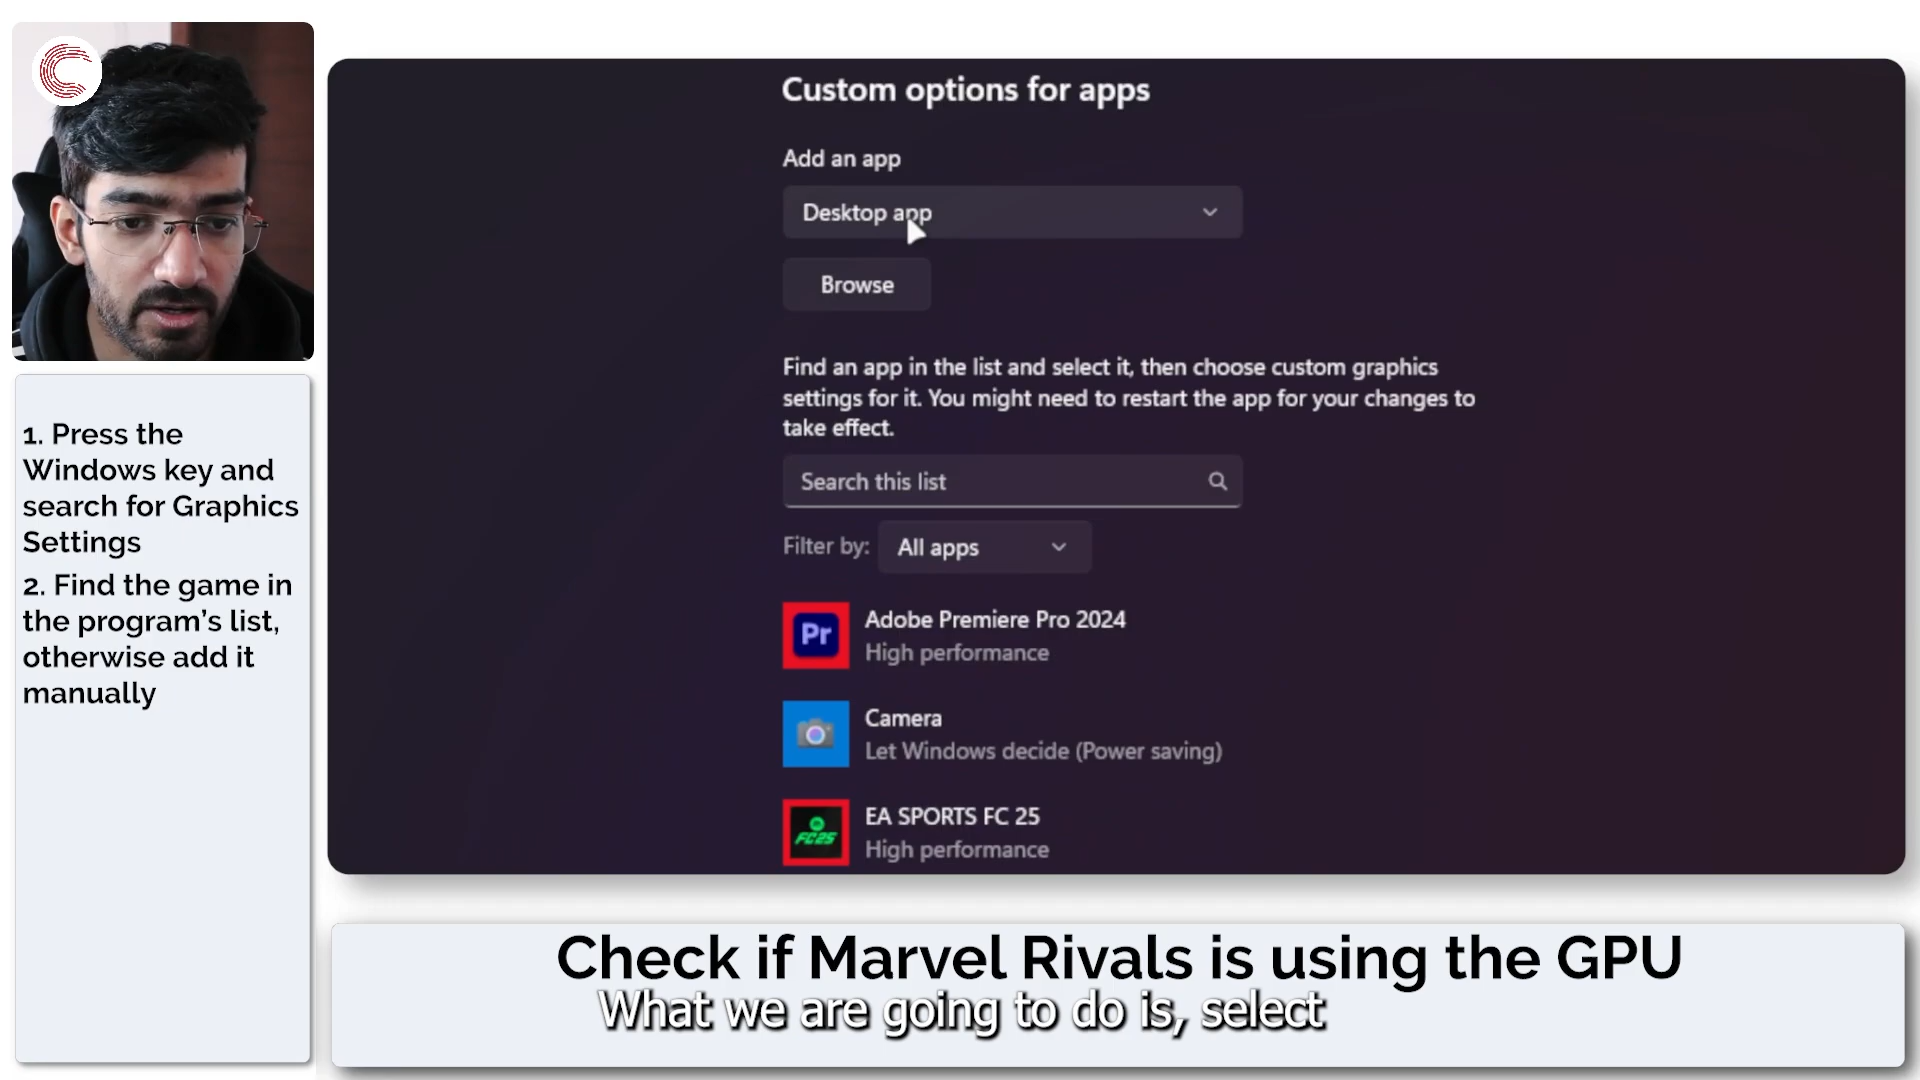 1. Press the
Windows key and
search for Graphics
Settings
2. Find the game in
the program's list,
otherwise add it
manually
Custom options for apps
Add an app
Desktop app
Browse
Find an app in the list and select it, then choose custom graphics
settings for it. You might need to restart the app for your changes to
take effect.
Search this list
Filter by: All apps
Pr
Adobe Premiere Pro 2024
High performance
Camera
Let Windows decide (Power saving)
FC25
EA SPORTS FC 25
High performance
Check if Marvel Rivals is using the GPU
What we are going to do is, select